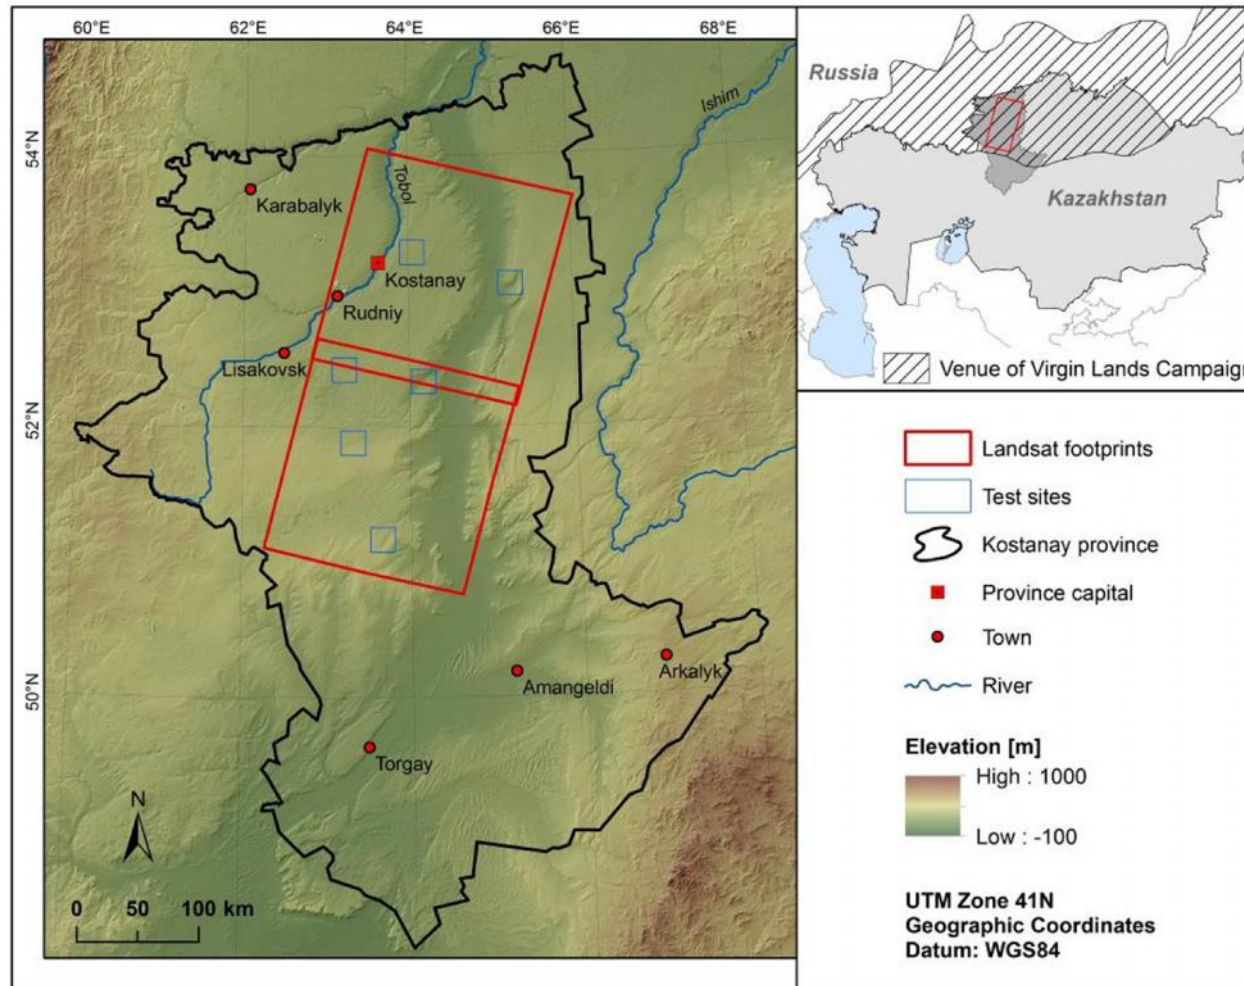 60°E
62°E
64°E
66°E
68°E
54°N
52°N
50°N
Karabalyk
Tobol
Kostanay
Rudniy
Lisakovsk
Ishim
Amangeldi
Arkalyk
Torgay
N
0 50 100 km
Russia
Kazakhstan
Venue of Virgin Lands Campaign
Landsat footprints
Test sites
Kostanay province
Province capital
Town
River
Elevation [m]
High : 1000
Low : -100
UTM Zone 41N
Geographic Coordinates
Datum: WGS84